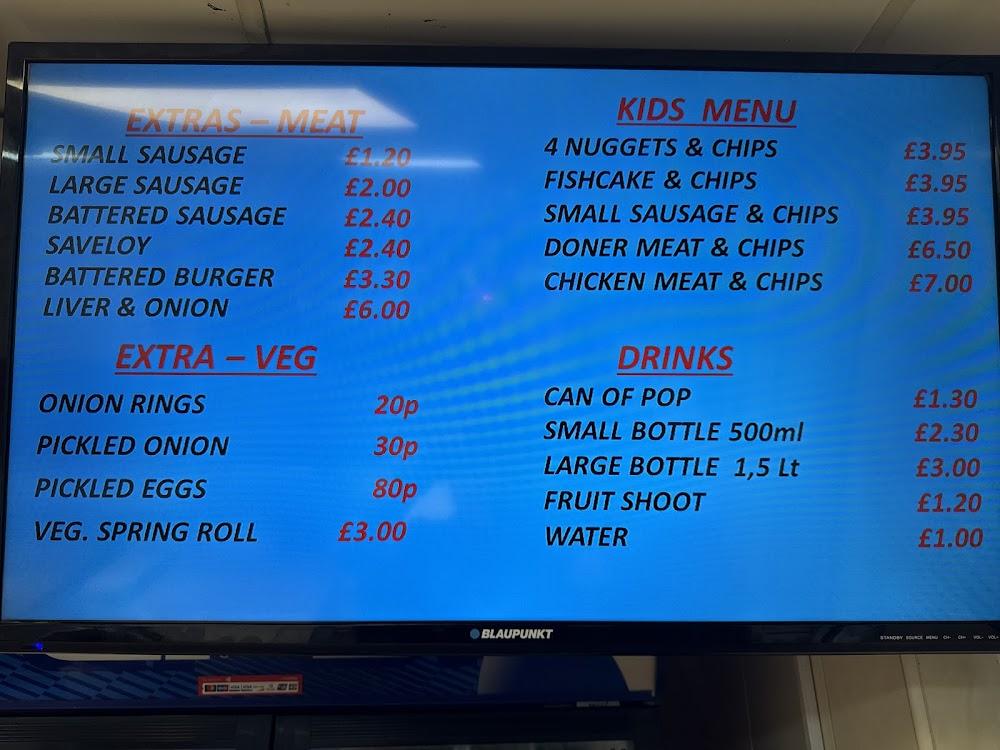 EXTRAS – MEAT
SMALL SAUSAGE £1.20
LARGE SAUSAGE £2.00
BATTERED SAUSAGE £2.40
SAVELOY £2.40
BATTERED BURGER £3.30
LIVER & ONION £6.00
EXTRA – VEG
ONION RINGS 20p
PICKLED ONION 30p
PICKLED EGGS 80p
VEG. SPRING ROLL £3.00
KIDS MENU
4 NUGGETS & CHIPS £3.95
FISHCAKE & CHIPS £3.95
SMALL SAUSAGE & CHIPS £3.95
DONER MEAT & CHIPS £6.50
CHICKEN MEAT & CHIPS £7.00
DRINKS
CAN OF POP £1.30
SMALL BOTTLE 500ml £2.30
LARGE BOTTLE 1,5 Lt £3.00
FRUIT SHOOT £1.20
WATER £1.00
BLAUPUNKT
STANDBY SOURCE MENU CH- CH+ VOL- VOL+